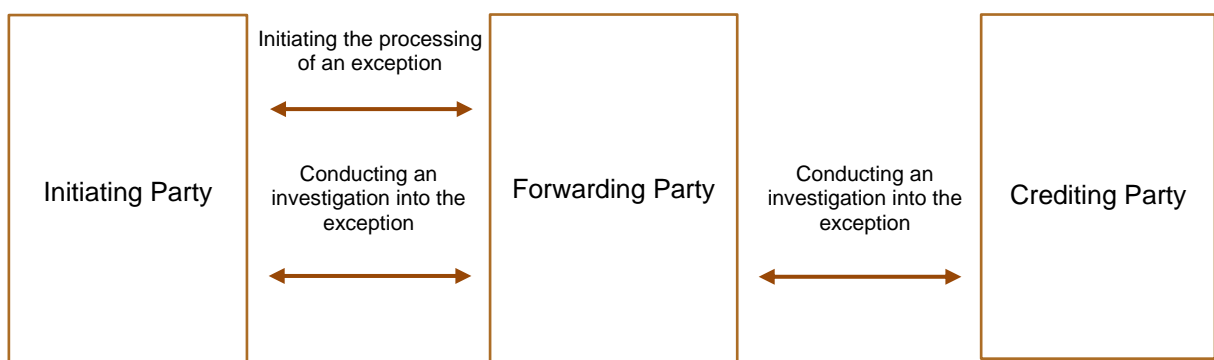 Initiating the processing
of an exception
Initiating Party
Conducting an
investigation into the
exception
Forwarding Party
Conducting an
investigation into the
exception
Crediting Party